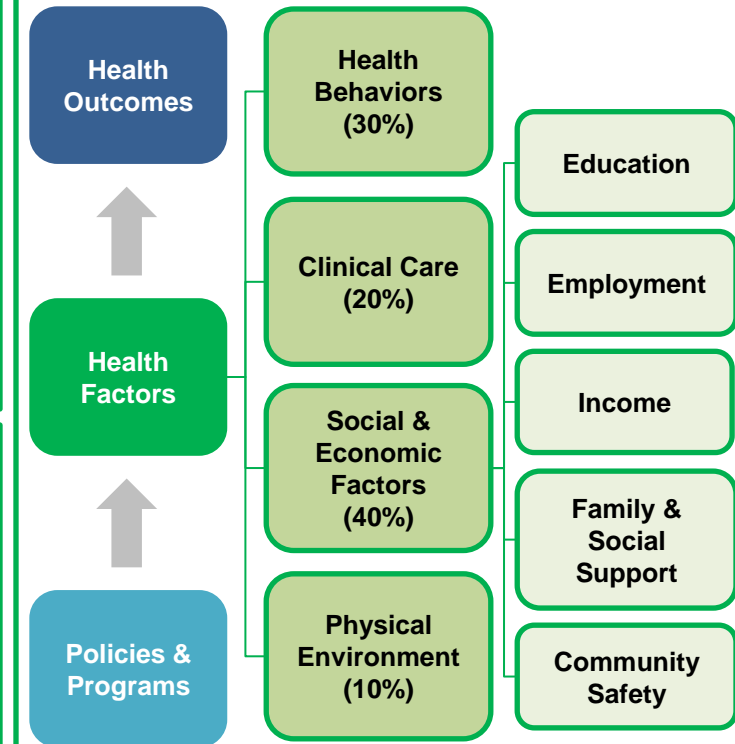 Health
Outcomes
Health
Factors
Policies &
Programs
Health
Behaviors
(30%)
Clinical Care
(20%)
Social &
Economic
Factors
(40%)
Physical
Environment
(10%)
Education
Employment
Income
Family &
Social
Support
Community
Safety